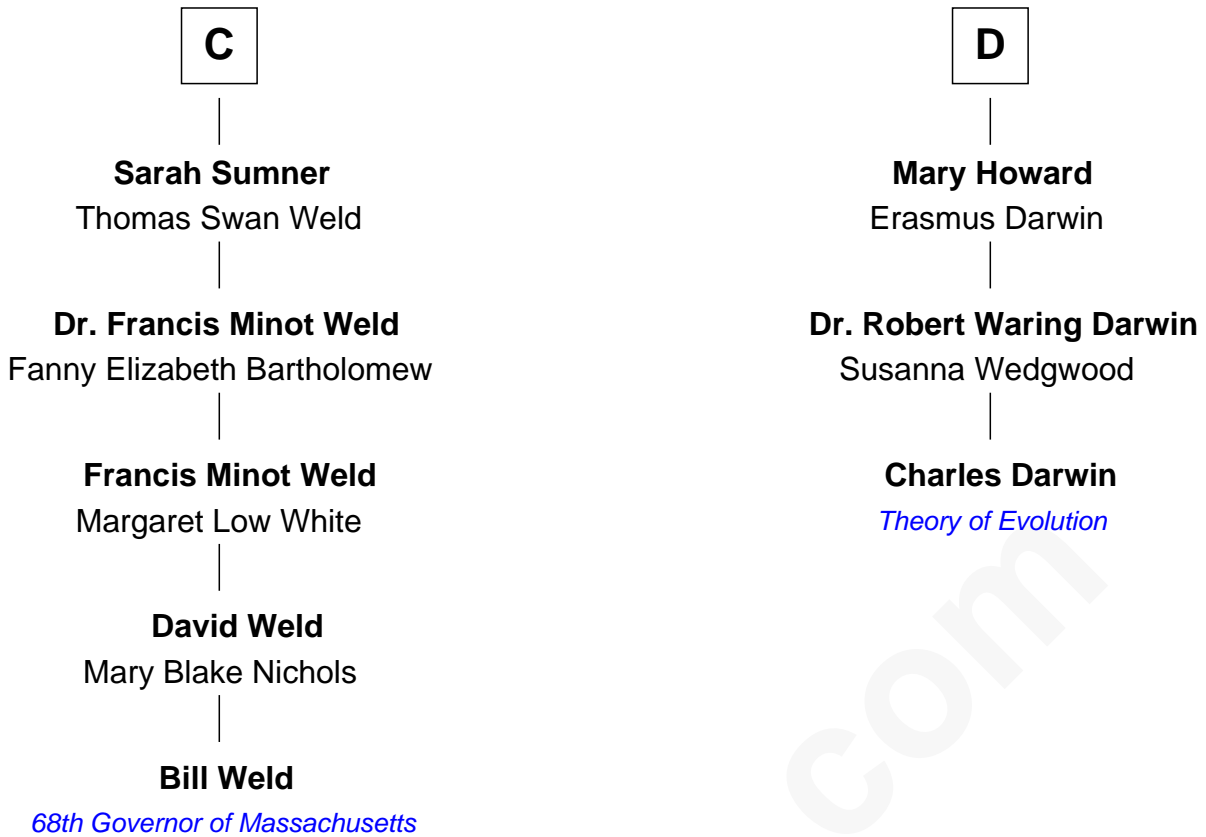 C
Sarah Sumner
Thomas Swan Weld
Dr. Francis Minot Weld
Fanny Elizabeth Bartholomew
Francis Minot Weld
Margaret Low White
David Weld
Mary Blake Nichols
Bill Weld
68th Governor of Massachusetts
D
Mary Howard
Erasmus Darwin
Dr. Robert Waring Darwin
Susanna Wedgwood
Charles Darwin
Theory of Evolution
com